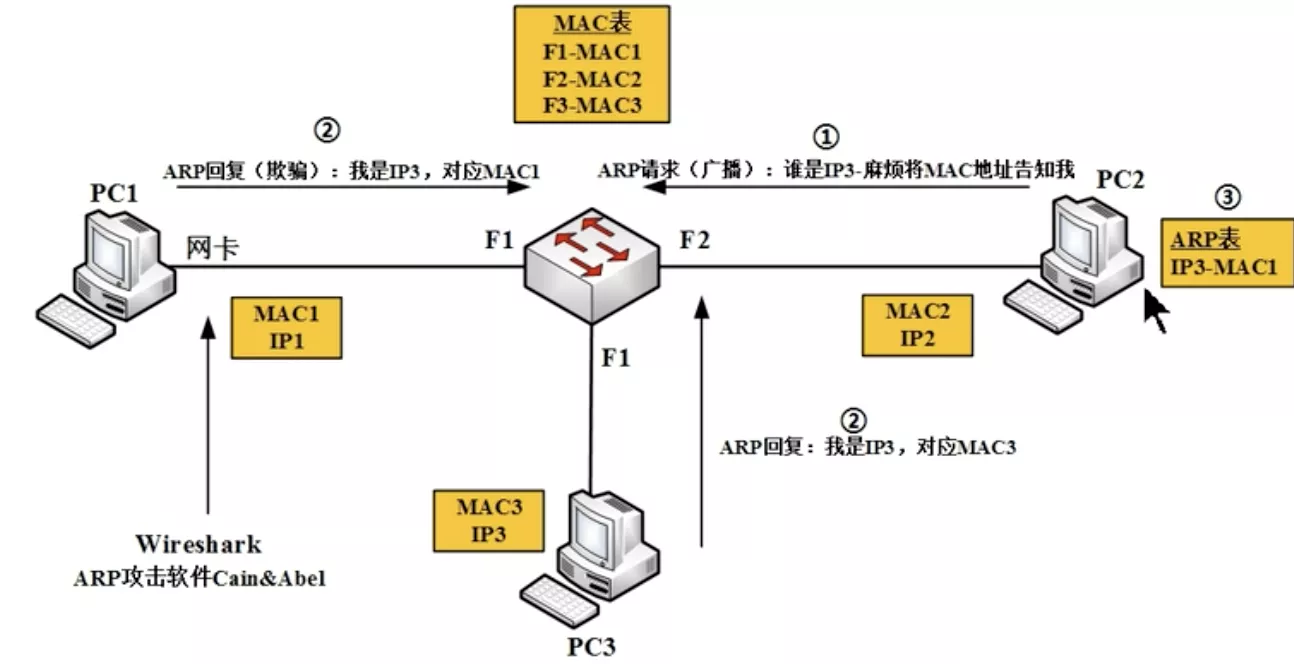 MAC表
F1-MAC1
F2-MAC2
F3-MAC3
②
ARP回复（欺骗）：我是IP3，对应MAC1
①
ARP请求（广播）：谁是IP3-麻烦将MAC地址告知我
PC1
PC2
③
ARP表
IP3-MAC1
网卡
F1
F2
MAC1
IP1
MAC2
IP2
F1
②
ARP回复：我是IP3，对应MAC3
MAC3
IP3
Wireshark
ARP攻击软件Cain&Abel
PC3